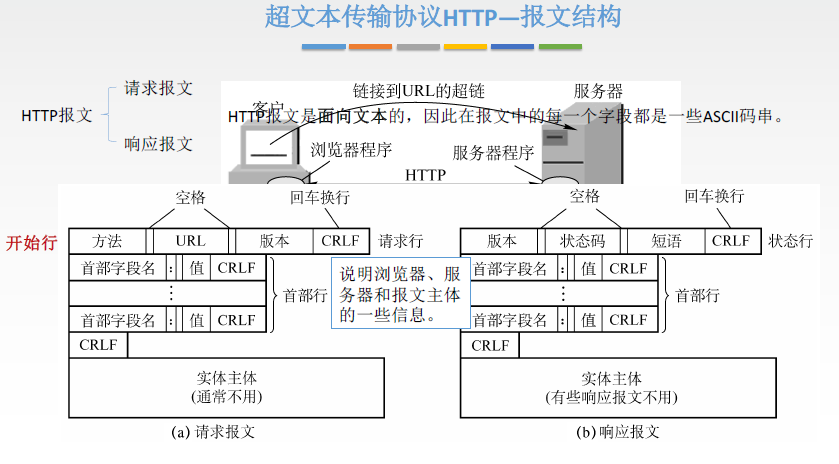 超文本传输协议HTTP—报文结构
HTTP报文
请求报文
响应报文
链接到URL的超链
服务器
客户
HTTP报文是面向文本的，因此在报文中的每一个字段都是一些ASCII码串。
浏览器程序
服务器程序
HTTP
空格
回车换行
开始行
方法 URL 版本 CRLF 请求行
首部字段名 : 值 CRLF
⋮
首部行
首部字段名 : 值 CRLF
CRLF
实体主体
(通常不用)
(a) 请求报文
说明浏览器、服
务器和报文主体
的一些信息。
空格
回车换行
版本 状态码 短语 CRLF 状态行
首部字段名 : 值 CRLF
⋮
首部行
首部字段名 : 值 CRLF
CRLF
实体主体
(有些响应报文不用)
(b) 响应报文